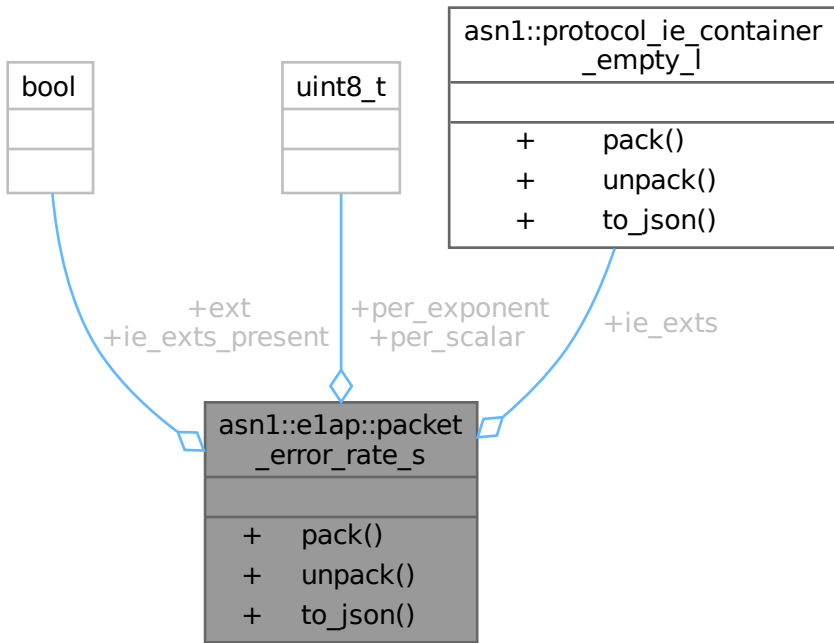 bool
uint8_t
asn1::protocol_ie_container
_empty_l
+ pack()
+ unpack()
+ to_json()
+ext
+ie_exts_present
+per_exponent
+per_scalar
+ie_exts
asn1::e1ap::packet
_error_rate_s
+ pack()
+ unpack()
+ to_json()